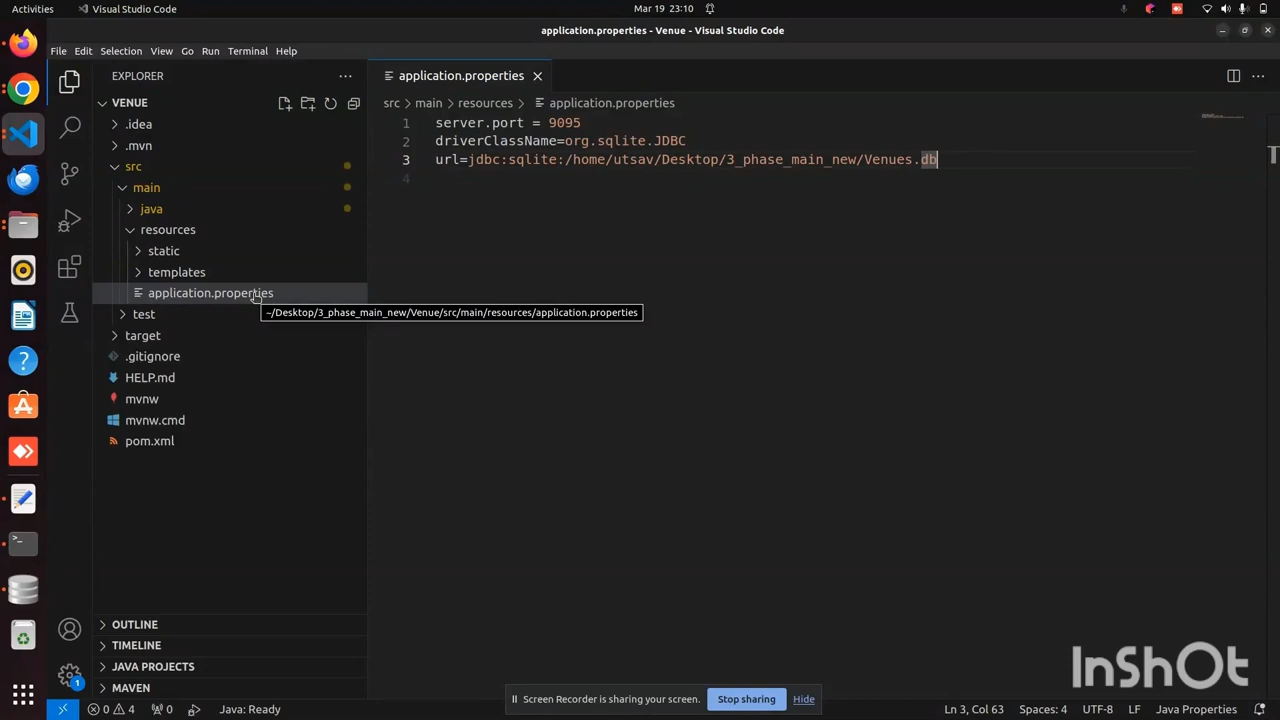 Activities
Visual Studio Code
Mar 19 23:10
application.properties - Venue - Visual Studio Code
File Edit Selection View Go Run Terminal Help
EXPLORER
VENUE
.idea
.mvn
src
main
java
resources
static
templates
application.properties
test
target
.gitignore
HELP.md
mvnw
mvnw.cmd
pom.xml
OUTLINE
TIMELINE
JAVA PROJECTS
MAVEN
application.properties
src > main > resources > application.properties
1 server.port = 9095
2 driverClassName=org.sqlite.JDBC
3 url=jdbc:sqlite:/home/utsav/Desktop/3_phase_main_new/Venues.db
4
~/Desktop/3_phase_main_new/Venue/src/main/resources/application.properties
InShOt
Screen Recorder is sharing your screen. Stop sharing Hide
1
0 4 0 Java: Ready
Ln 3, Col 63 Spaces: 4 UTF-8 LF Java Properties